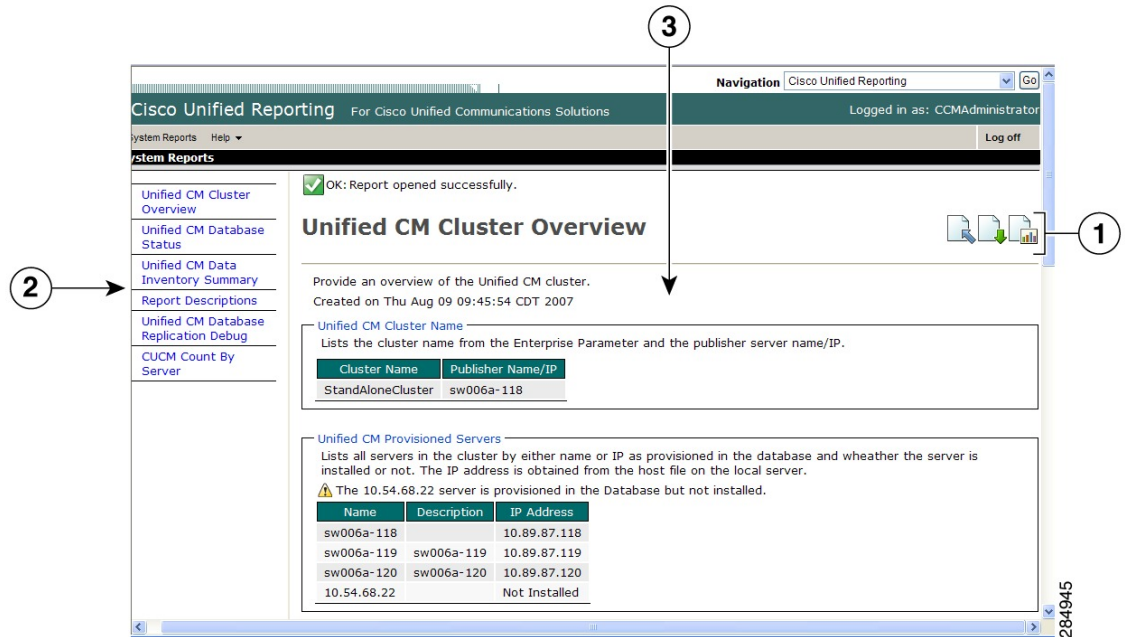 3
Navigation Cisco Unified Reporting Go
Cisco Unified Reporting For Cisco Unified Communications Solutions
Logged in as: CCMAdministrator
System Reports Help
Log off
ystem Reports
OK: Report opened successfully.
Unified CM Cluster
Overview
Unified CM Database
Status
Unified CM Data
Inventory Summary
Report Descriptions
Unified CM Database
Replication Debug
CUCM Count By
Server
2
Unified CM Cluster Overview
1
Provide an overview of the Unified CM cluster.
Created on Thu Aug 09 09:45:54 CDT 2007
Unified CM Cluster Name
Lists the cluster name from the Enterprise Parameter and the publisher server name/IP.
Cluster Name Publisher Name/IP
StandAloneCluster sw006a-118
Unified CM Provisioned Servers
Lists all servers in the cluster by either name or IP as provisioned in the database and wheather the server is
installed or not. The IP address is obtained from the host file on the local server.
The 10.54.68.22 server is provisioned in the Database but not installed.
Name Description IP Address
sw006a-118 10.89.87.118
sw006a-119 sw006a-119 10.89.87.119
sw006a-120 sw006a-120 10.89.87.120
10.54.68.22 Not Installed
284945